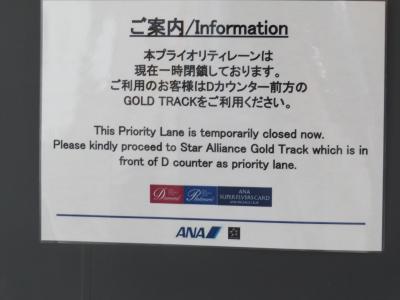 ご案内/Information
本プライオリティレーンは
現在一時閉鎖しております。
ご利用のお客様はDカウンター前方の
GOLD TRACKをご利用ください。
This Priority Lane is temporarily closed now.
Please kindly proceed to Star Alliance Gold Track which is in
front of D counter as priority lane.
Diamond Platinum ANA
SUPER FLYERS CARD
ANA